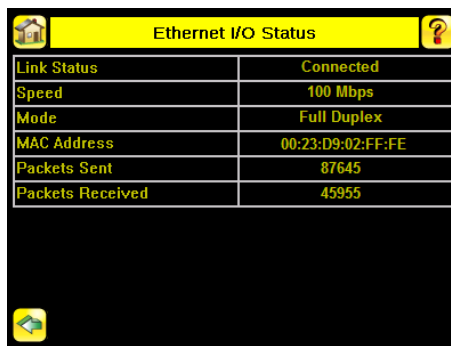 Ethernet I/O Status
?
Link Status Connected
Speed 100 Mbps
Mode Full Duplex
MAC Address 00:23:D9:02:FF:FE
Packets Sent 87645
Packets Received 45955